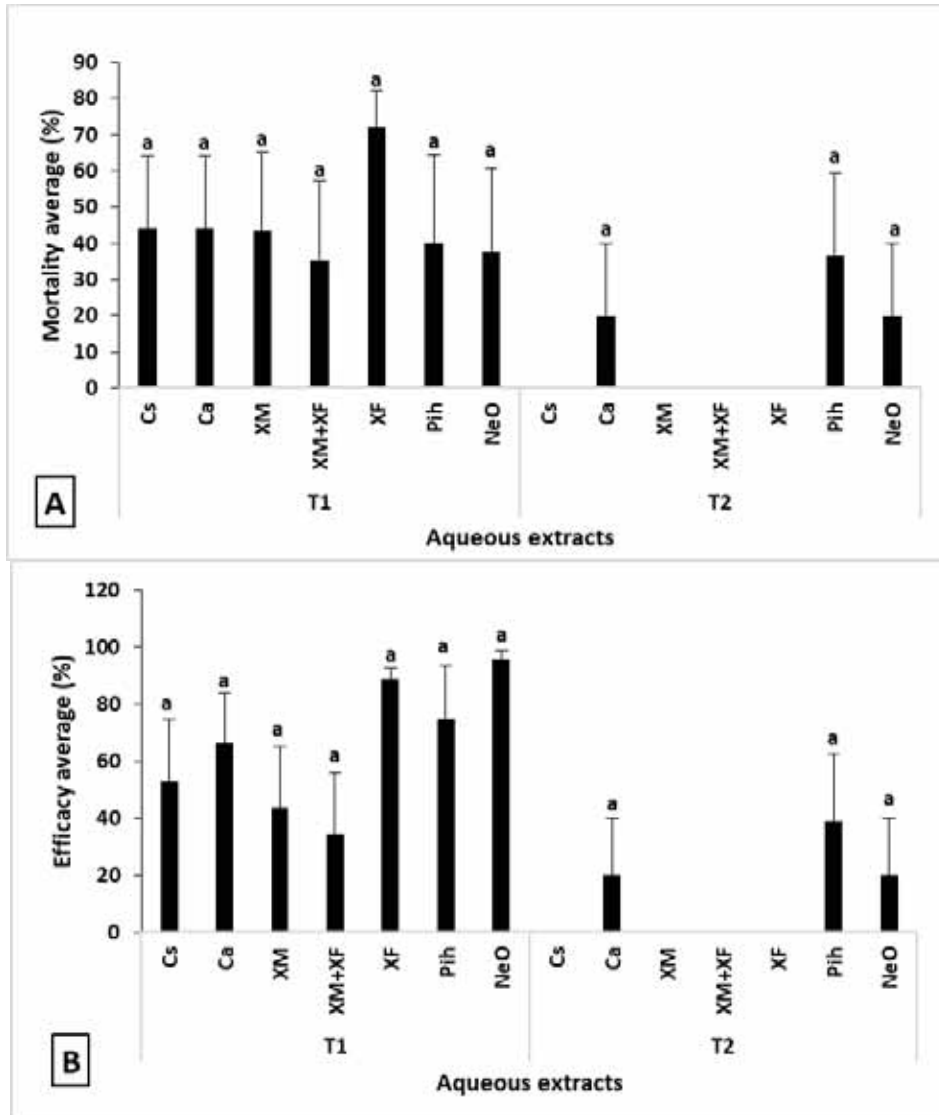 90
80
70
60
50
40
30
20
10
0
Mortality average (%)
a a a a a a a a a a
Cs Ca XM XM+XF XF Pih NeO Cs Ca XM XM+XF XF Pih NeO
T1 T2
A
Aqueous extracts
120
100
80
60
40
20
0
Efficacy average (%)
a a a a a a a a a a
Cs Ca XM XM+XF XF Pih NeO Cs Ca XM XM+XF XF Pih NeO
T1 T2
B
Aqueous extracts